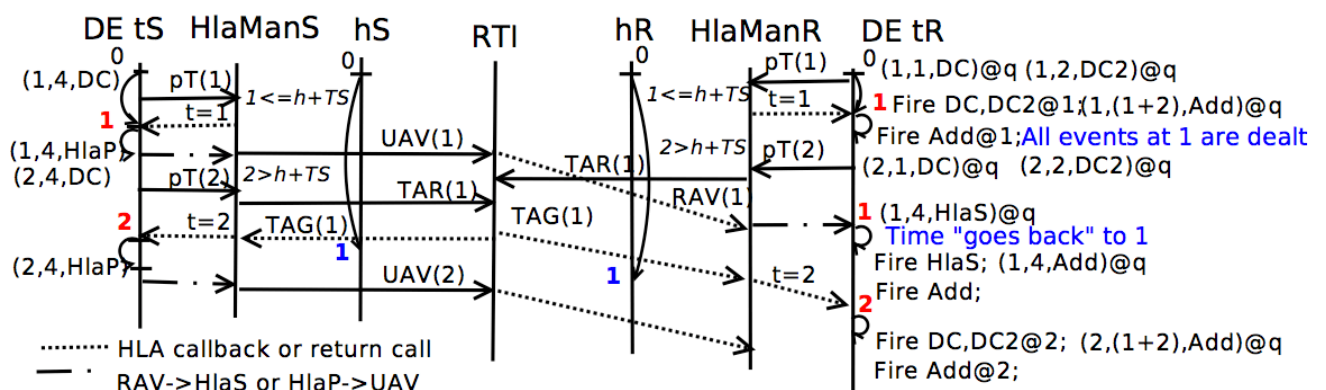 DE tS HlaManS hS RTI hR HlaManR DE tR
0 0 0 0
(1,4,DC) pT(1) pT(1) (1,1,DC)@q (1,2,DC2)@q
1<=h+TS 1<=h+TS
t=1 t=1 1 Fire DC,DC2@1;(1,(1+2),Add)@q
1 UAV(1) Fire Add@1;All events at 1 are dealt
(1,4,HlaP) 2>h+TS pT(2) (2,1,DC)@q (2,2,DC2)@q
(2,4,DC) pT(2) 2>h+TS TAR(1)
TAR(1) RAV(1)
2 t=2 TAG(1) TAG(1) 1 (1,4,HlaS)@q
1 Time "goes back" to 1
(2,4,HlaP) UAV(2) 1 t=2 Fire HlaS; (1,4,Add)@q
Fire Add;
2
Fire DC,DC2@2; (2,(1+2),Add)@q
HLA callback or return call
Fire Add@2;
RAV->HlaS or HlaP->UAV